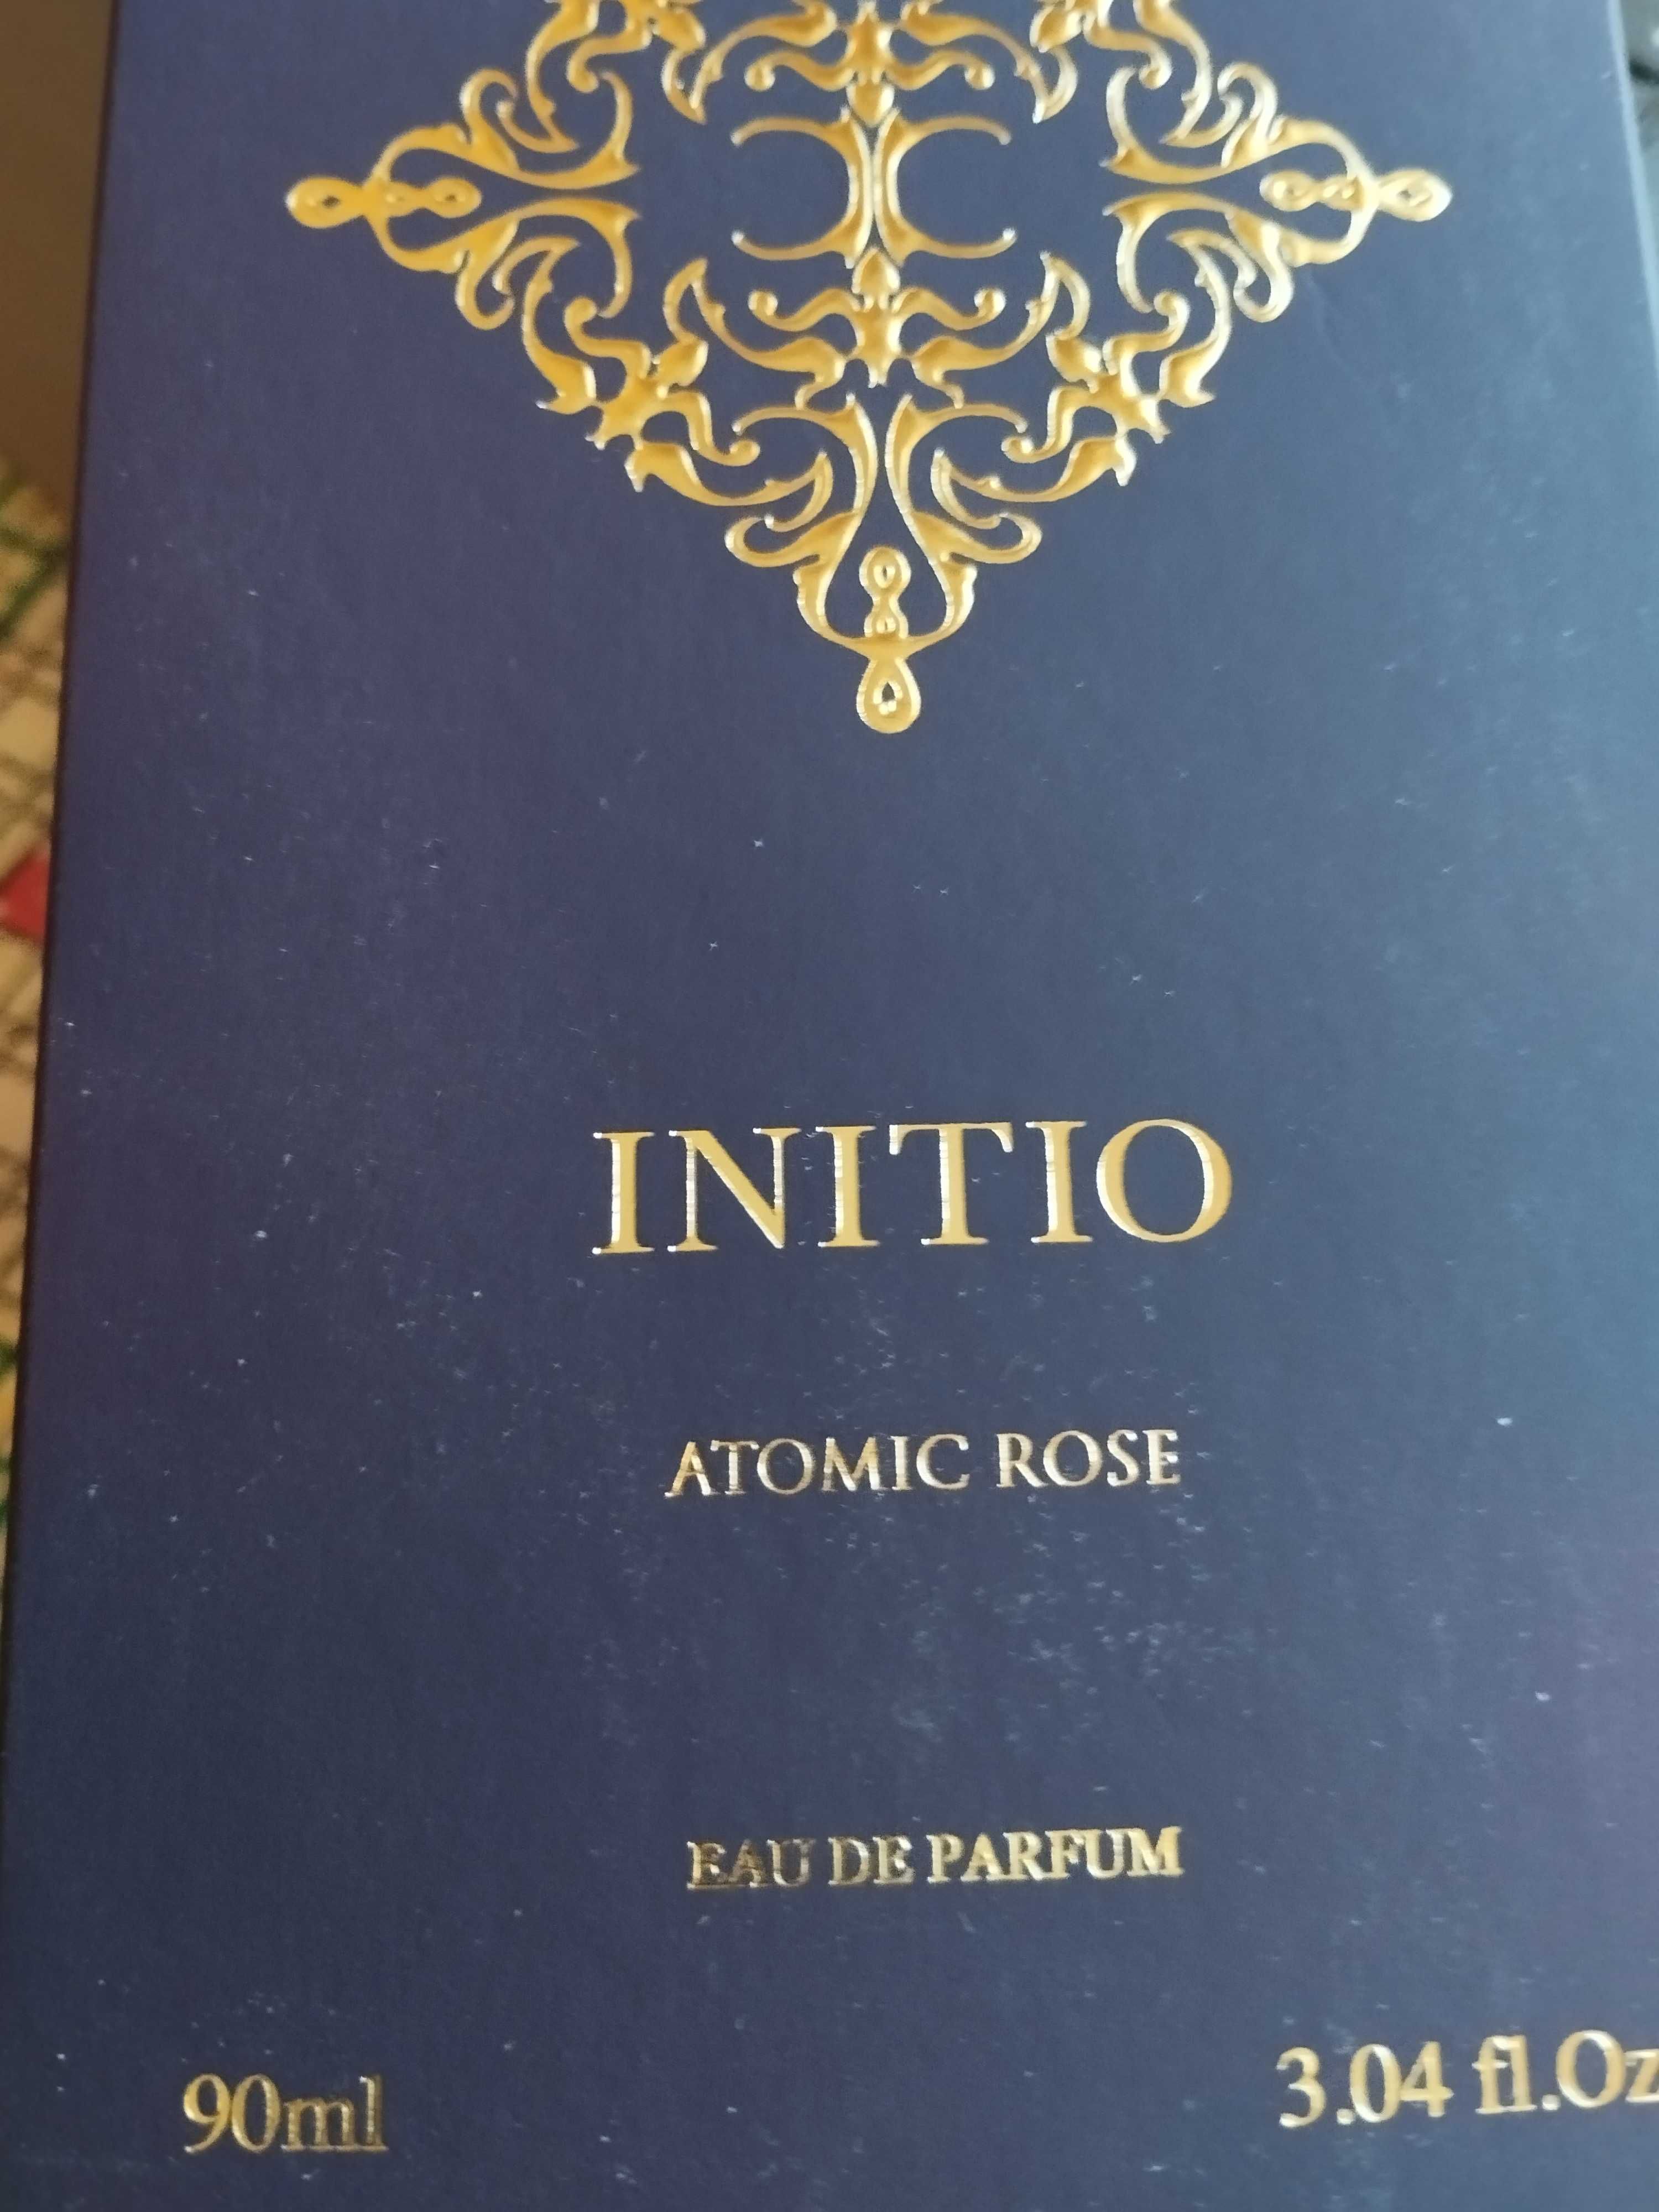 INITIO
ATOMIC ROSE
EAU DE PARFUM
90ml 3.04 fl.Oz